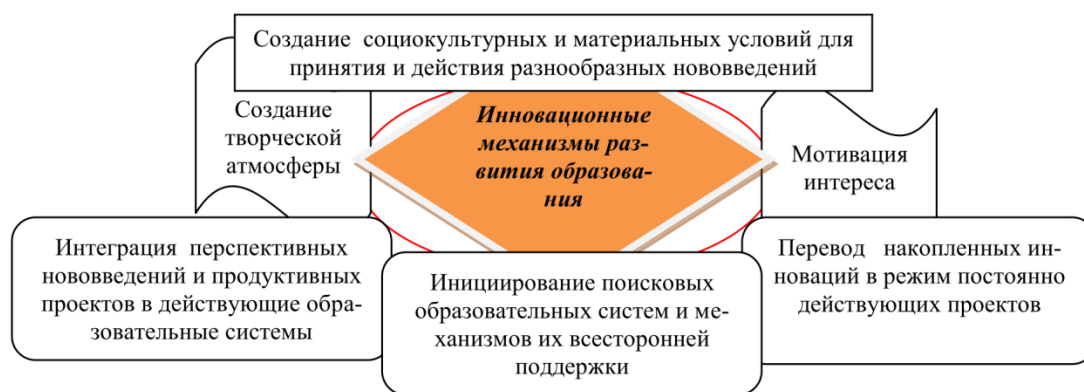 Создание социокультурных и материальных условий для
принятия и действия разнообразных нововведений
Создание
творческой
атмосферы
Инновационные
механизмы раз-
вития образова-
ния
Мотивация
интереса
Интеграция перспективных
нововведений и продуктивных
проектов в действующие обра-
зовательные системы
Инициирование поисковых
образовательных систем и ме-
ханизмов их всесторонней
поддержки
Перевод накопленных ин-
новаций в режим постоянно
действующих проектов